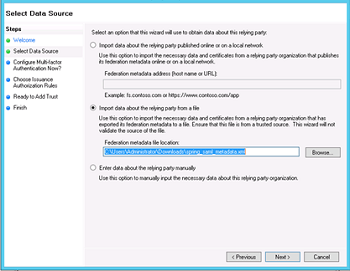 Select Data Source
Steps
Welcome
Select Data Source
Configure Multi-factor
Authentication Now?
Choose Issuance
Authorization Rules
Ready to Add Trust
Finish
Select an option that this wizard will use to obtain data about this relying party:
Import data about the relying party published online or on a local network
Use this option to import the necessary data and certificates from a relying party organization that publishes
its federation metadata online or on a local network.
Federation metadata address (host name or URL):
Example: fs.contoso.com or https://www.contoso.com/app
Import data about the relying party from a file
Use this option to import the necessary data and certificates from a relying party organization that has
exported its federation metadata to a file. Ensure that this file is from a trusted source. This wizard will not
validate the source of the file.
Federation metadata file location:
C:\Users\Administrator\Downloads\spring_saml_metadata.xml
Browse...
Enter data about the relying party manually
Use this option to manually input the necessary data about this relying party organization.
< Previous
Next >
Cancel